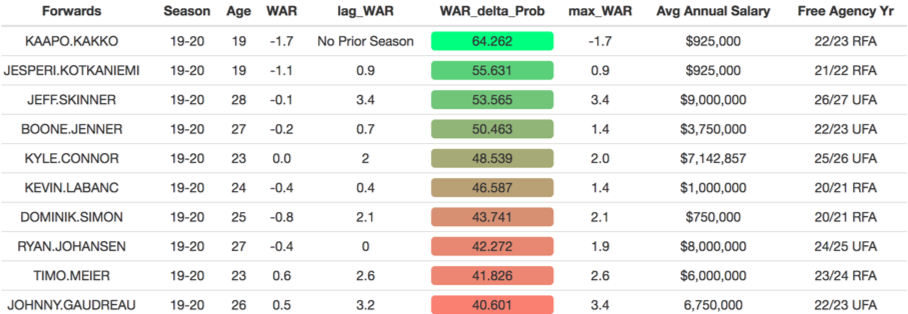 Forwards Season Age WAR lag_WAR WAR_delta_Prob max_WAR Avg Annual Salary Free Agency Yr
KAAPO.KAKKO 19-20 19 -1.7 No Prior Season 64.262 -1.7 $925,000 22/23 RFA
JESPERI.KOTKANIEMI 19-20 19 -1.1 0.9 55.631 0.9 $925,000 21/22 RFA
JEFF.SKINNER 19-20 28 -0.1 3.4 53.565 3.4 $9,000,000 26/27 UFA
BOONE.JENNER 19-20 27 -0.2 0.7 50.463 1.4 $3,750,000 22/23 UFA
KYLE.CONNOR 19-20 23 0.0 2 48.539 2.0 $7,142,857 25/26 UFA
KEVIN.LABANC 19-20 24 -0.4 0.4 46.587 1.4 $1,000,000 20/21 RFA
DOMINIK.SIMON 19-20 25 -0.8 2.1 43.741 2.1 $750,000 20/21 RFA
RYAN.JOHANSEN 19-20 27 -0.4 0 42.272 1.9 $8,000,000 24/25 UFA
TIMO.MEIER 19-20 23 0.6 2.6 41.826 2.6 $6,000,000 23/24 RFA
JOHNNY.GAUDREAU 19-20 26 0.5 3.2 40.601 3.4 6,750,000 22/23 UFA